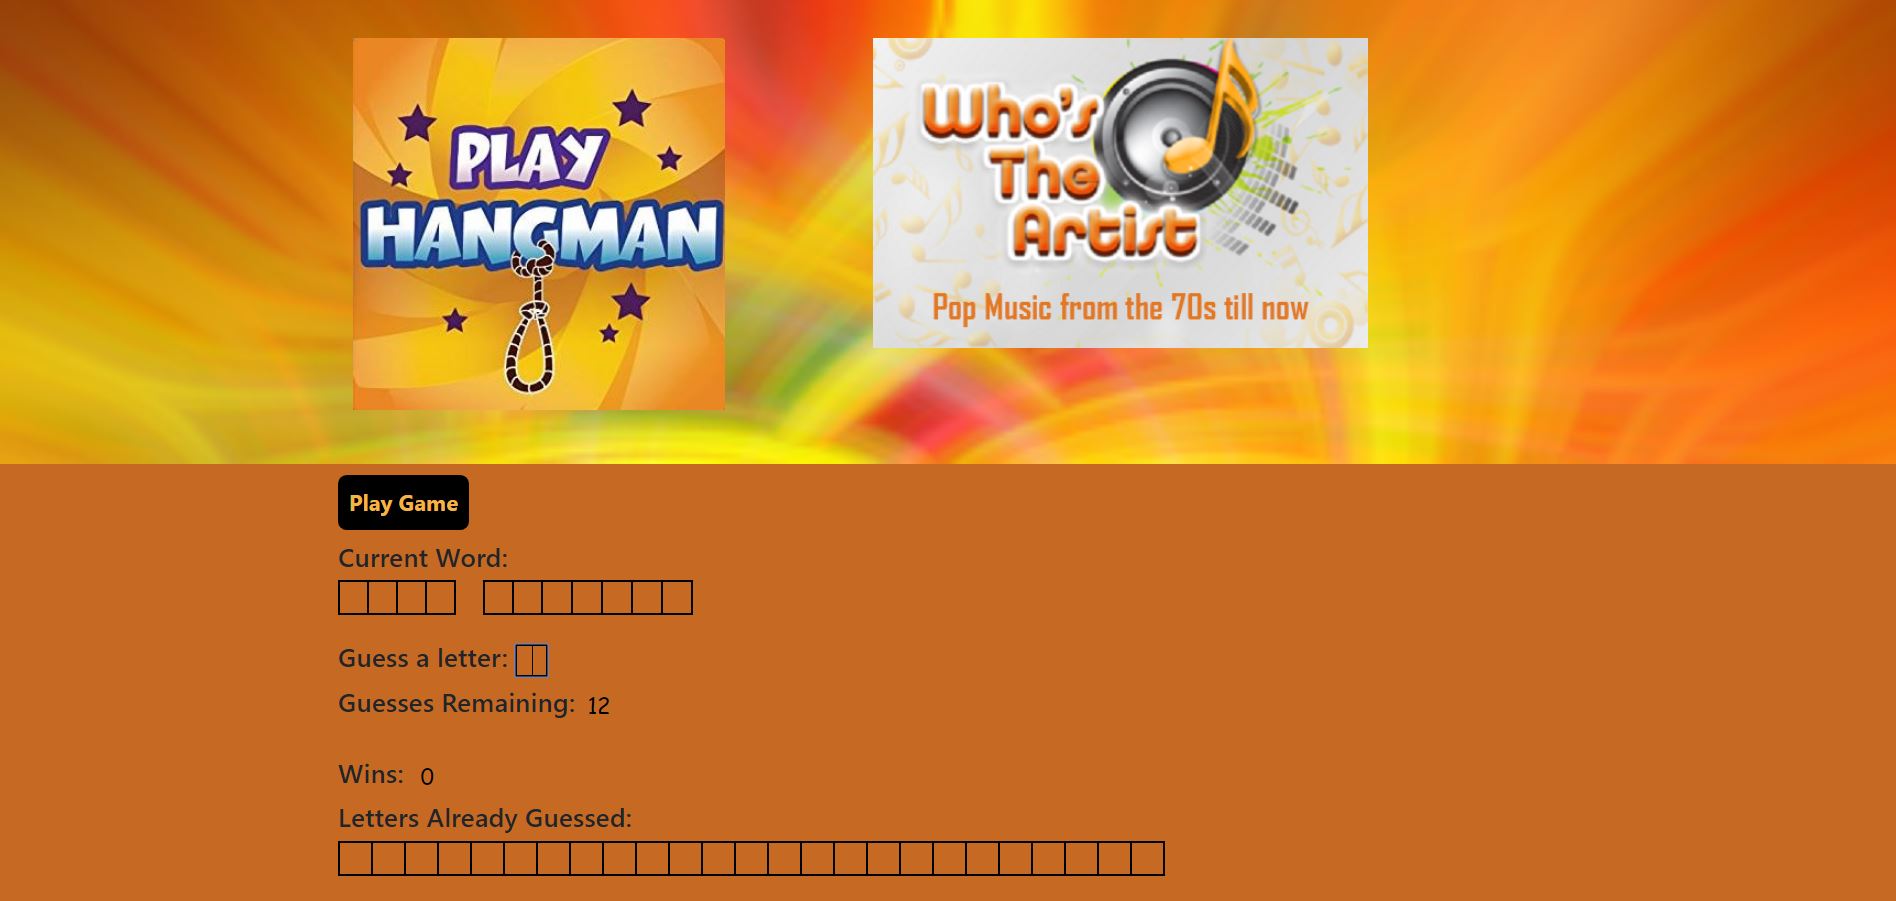 PLAY
HANGMAN
Who's
The
Artist
Pop Music from the 70s till now
Play Game
Current Word:
Guess a letter:
Guesses Remaining: 12
Wins: 0
Letters Already Guessed: